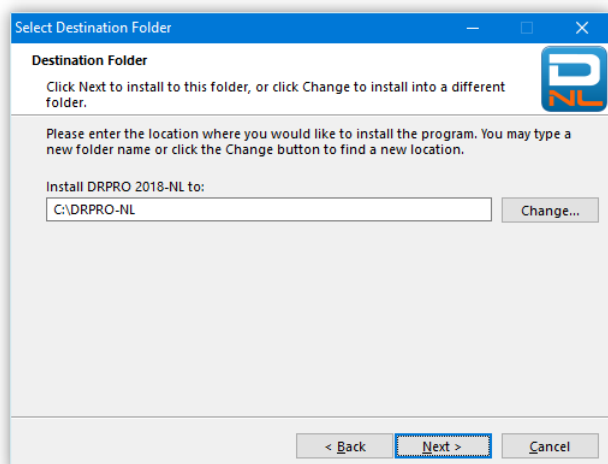 Select Destination Folder
Destination Folder
Click Next to install to this folder, or click Change to install into a different
folder.
D
NL
Please enter the location where you would like to install the program. You may type a
new folder name or click the Change button to find a new location.
Install DRPRO 2018-NL to:
C:\DRPRO-NL
Change...
< Back
Next >
Cancel